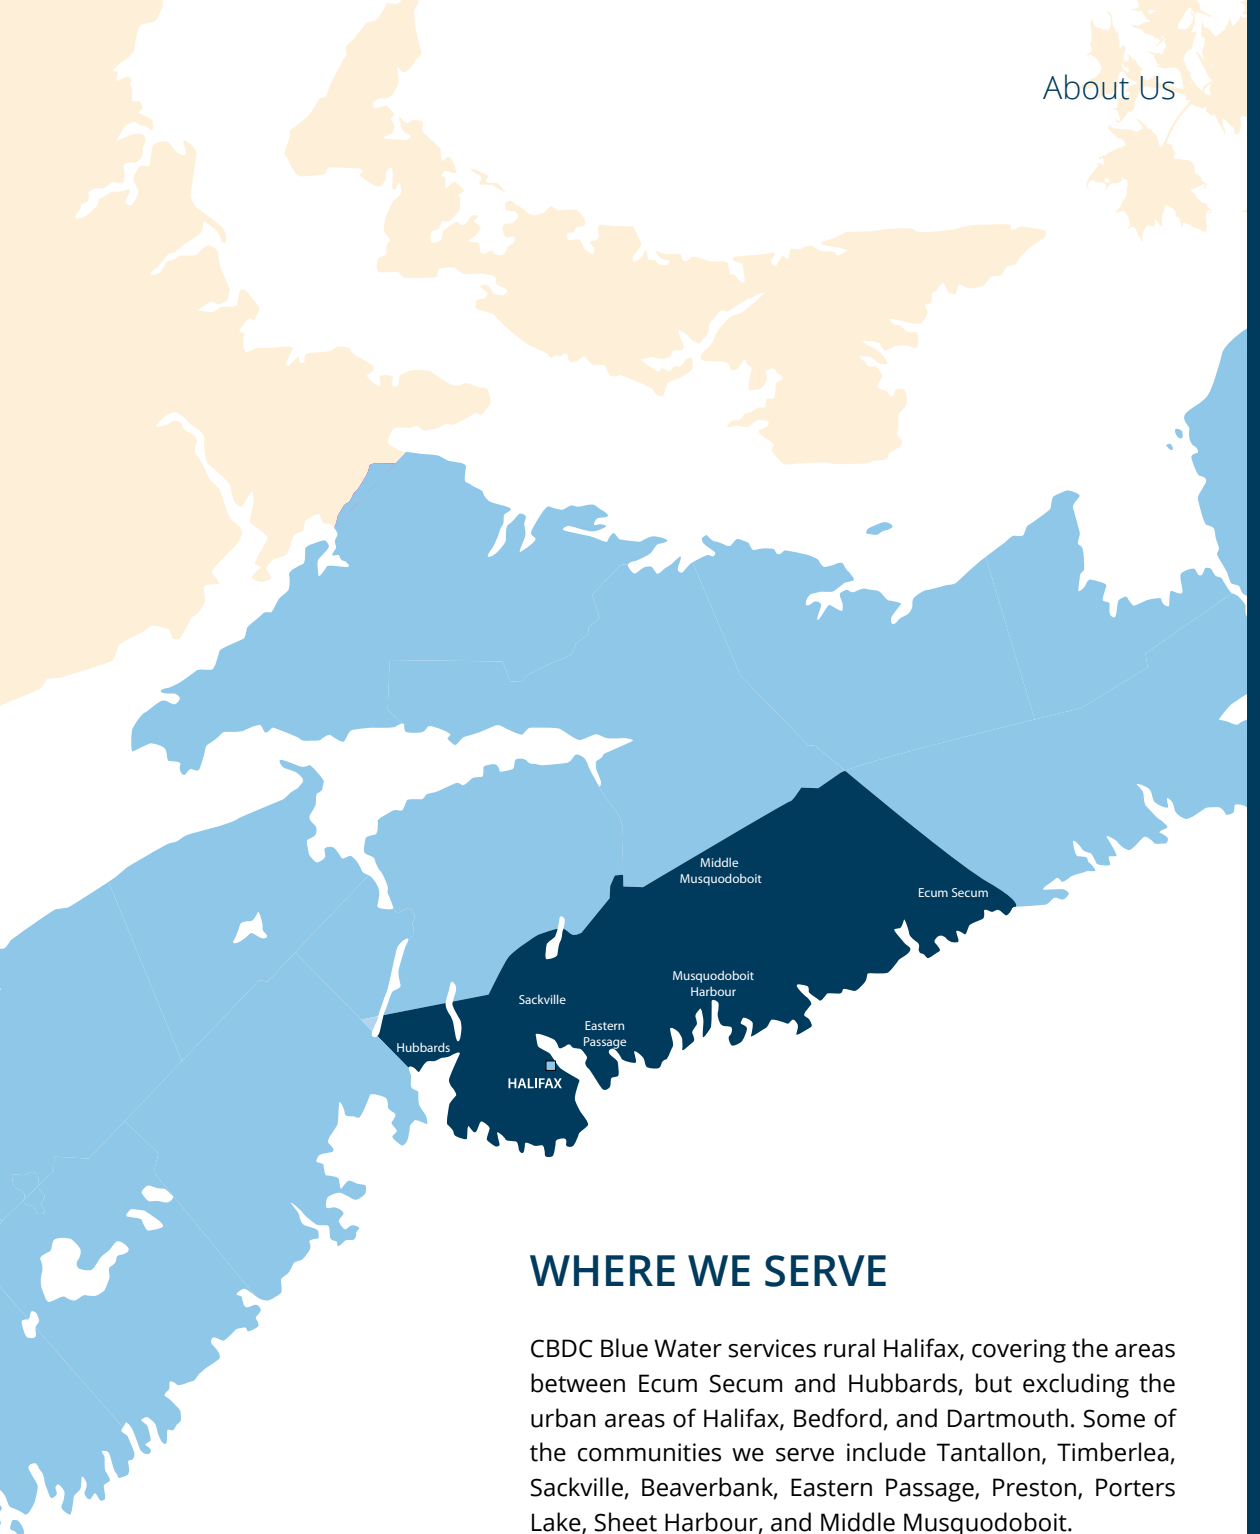 About Us
Middle
Musquodoboit
Ecum Secum
Musquodoboit
Harbour
Sackville
Eastern
Passage
Hubbards
HALIFAX
WHERE WE SERVE
CBDC Blue Water services rural Halifax, covering the areas
between Ecum Secum and Hubbards, but excluding the
urban areas of Halifax, Bedford, and Dartmouth. Some of
the communities we serve include Tantallon, Timberlea,
Sackville, Beaverbank, Eastern Passage, Preston, Porters
Lake, Sheet Harbour, and Middle Musquodoboit.